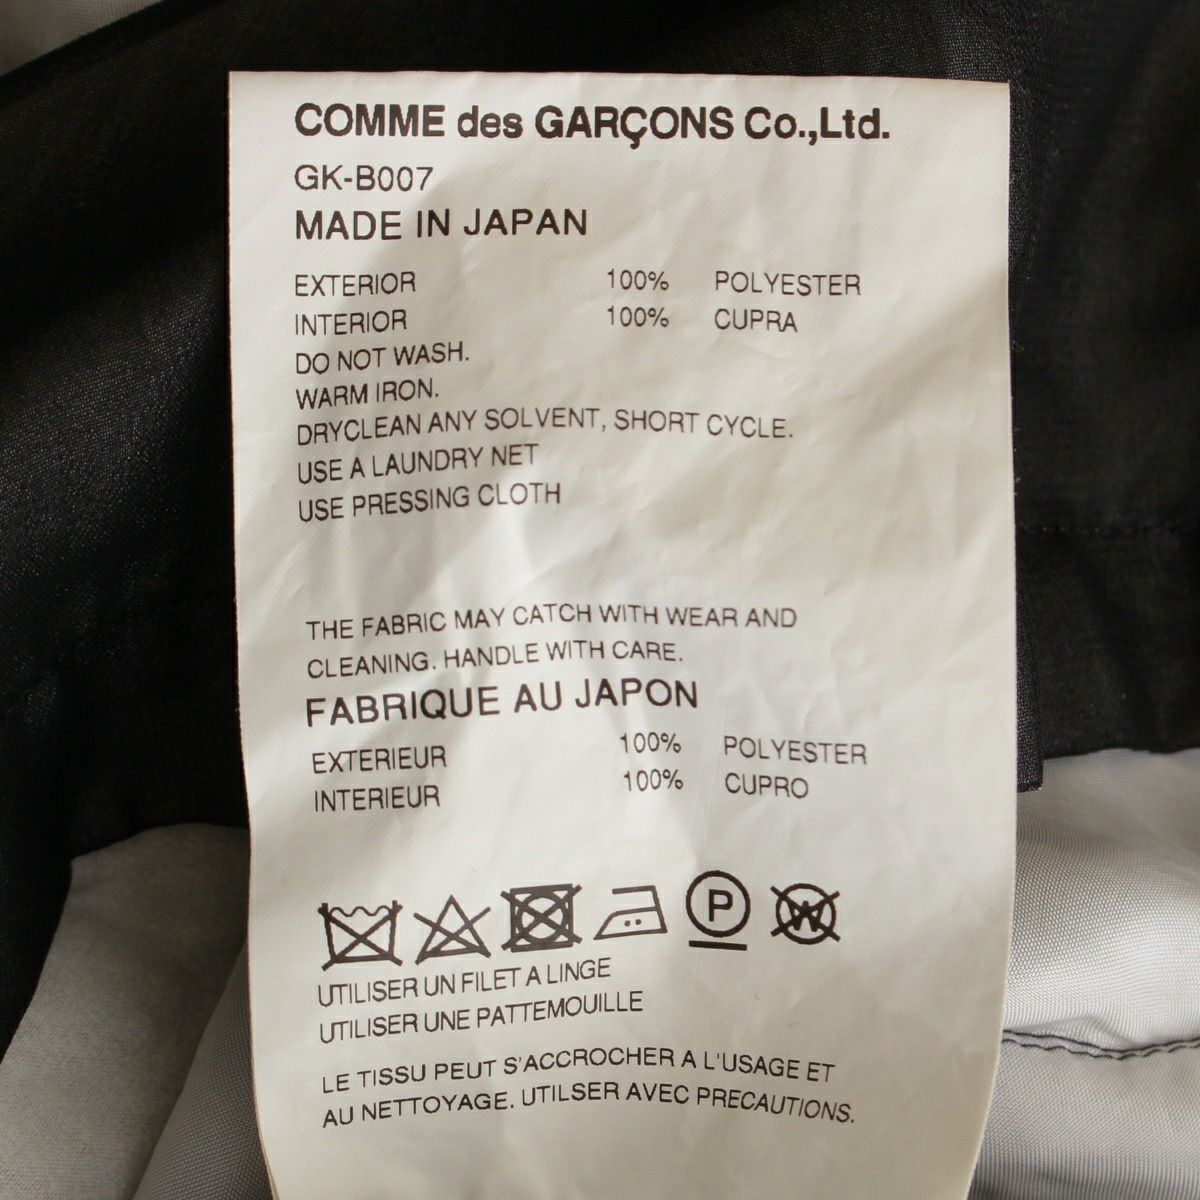 COMME des GARÇONS Co.,Ltd.
GK-B007
MADE IN JAPAN
EXTERIOR 100% POLYESTER
INTERIOR 100% CUPRA
DO NOT WASH.
WARM IRON.
DRYCLEAN ANY SOLVENT, SHORT CYCLE.
USE A LAUNDRY NET
USE PRESSING CLOTH
THE FABRIC MAY CATCH WITH WEAR AND
CLEANING. HANDLE WITH CARE.
FABRIQUE AU JAPON
EXTERIEUR 100% POLYESTER
INTERIEUR 100% CUPRO
P W
UTILISER UN FILET A LINGE
UTILISER UNE PATTEMOUILLE
LE TISSU PEUT S'ACCROCHER A L'USAGE ET
AU NETTOYAGE. UTILSER AVEC PRECAUTIONS.